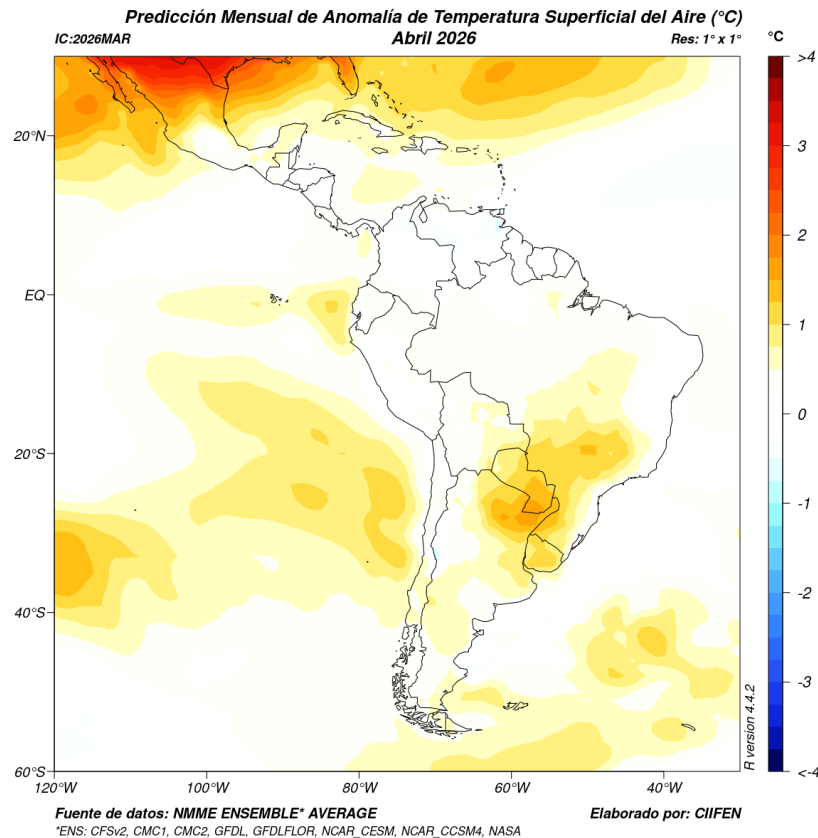 Predicción Mensual de Anomalía de Temperatura Superficial del Aire (°C)
IC:2026MAR
Abril 2026
Res: 1° x 1°
°C
>4
3
2
1
0
-1
-2
-3
<-4
20°N
EQ
20°S
40°S
60°S
120°W
100°W
80°W
60°W
40°W
R version 4.4.2
Fuente de datos: NMME ENSEMBLE* AVERAGE
Elaborado por: CIIFEN
*ENS: CFSv2, CMC1, CMC2, GFDL, GFDLFLOR, NCAR_CESM, NCAR_CCSM4, NASA